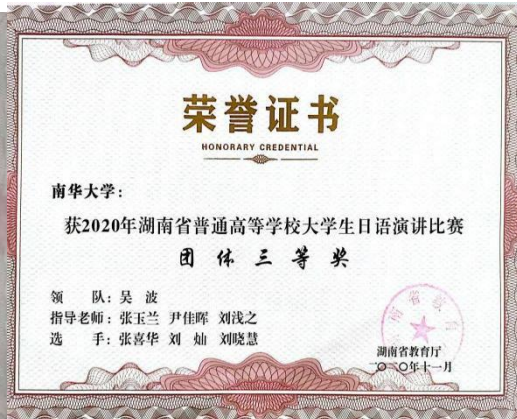 荣誉证书
HONORARY CREDENTIAL
南华大学：
获2020年湖南省普通高等学校大学生日语演讲比赛
团体三等奖
领 队：吴 波
指导老师：张玉兰 尹佳晖 刘浅之
选 手：张喜华 刘 灿 刘晓慧
湖南省教育厅
二〇二〇年十一月